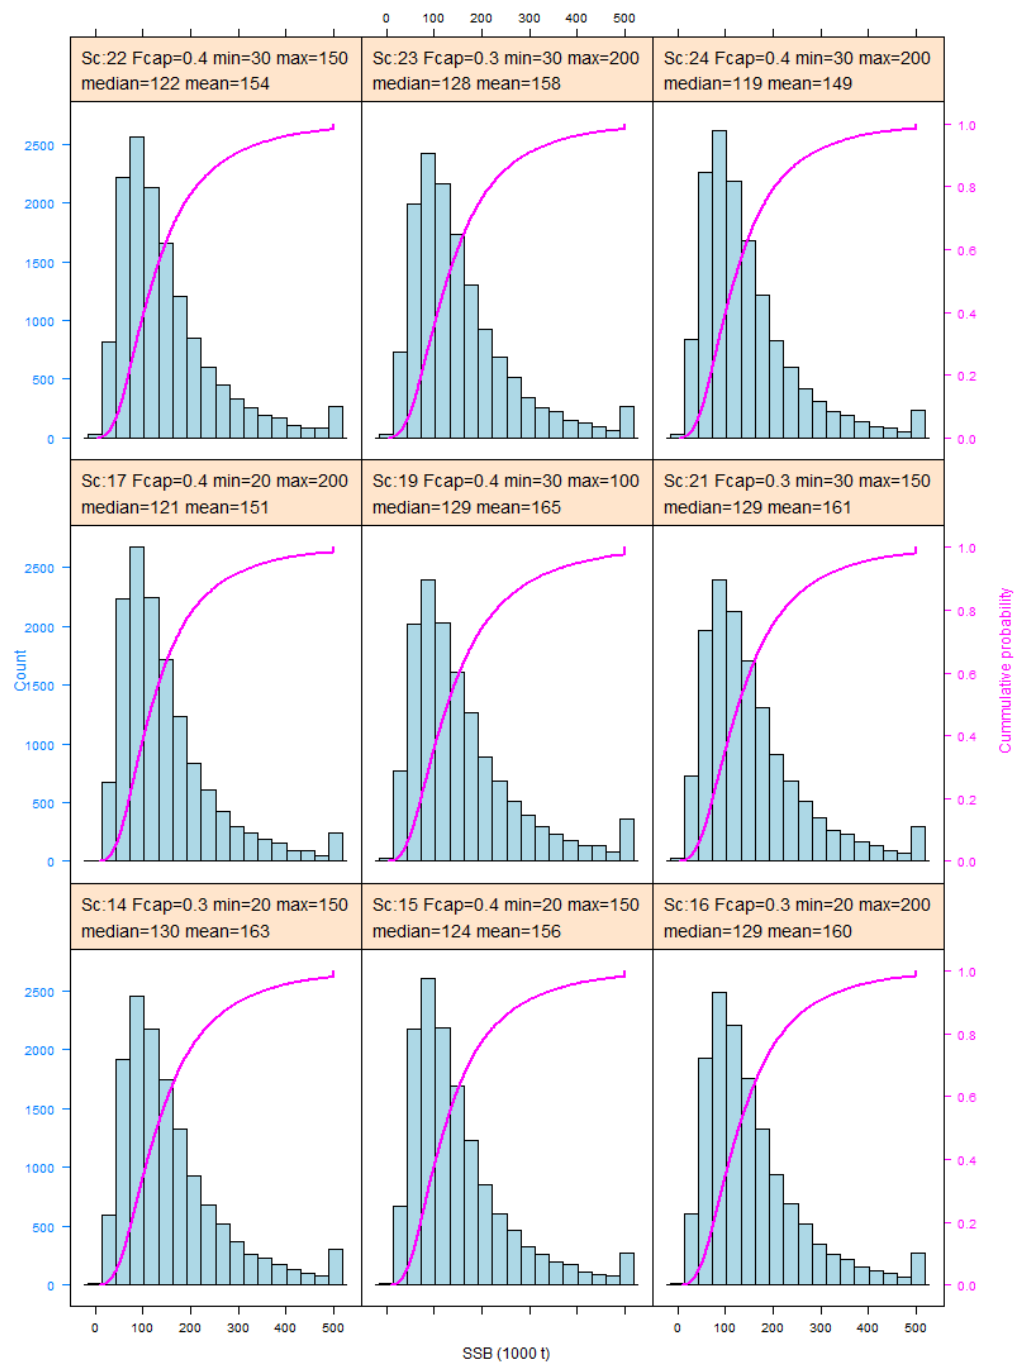 0 100 200 300 400 500
Sc:22 Fcap=0.4 min=30 max=150
median=122 mean=154
Sc:23 Fcap=0.3 min=30 max=200
median=128 mean=158
Sc:24 Fcap=0.4 min=30 max=200
median=119 mean=149
2500
2000
1500
1000
500
0
1.0
0.8
0.6
0.4
0.2
0.0
Sc:17 Fcap=0.4 min=20 max=200
median=121 mean=151
Sc:19 Fcap=0.4 min=30 max=100
median=129 mean=165
Sc:21 Fcap=0.3 min=30 max=150
median=129 mean=161
Count
2500
2000
1500
1000
500
0
1.0
0.8
0.6
0.4
0.2
0.0
Cummulative probability
Sc:14 Fcap=0.3 min=20 max=150
median=130 mean=163
Sc:15 Fcap=0.4 min=20 max=150
median=124 mean=156
Sc:16 Fcap=0.3 min=20 max=200
median=129 mean=160
2500
2000
1500
1000
500
0
1.0
0.8
0.6
0.4
0.2
0.0
0 100 200 300 400 500
0 100 200 300 400 500
SSB (1000 t)